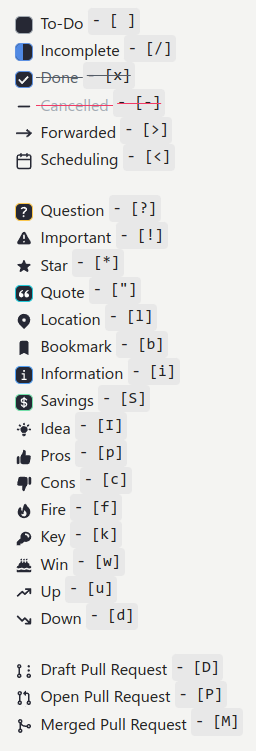 To-Do - [ ]
Incomplete - [/]
Done - [x]
Cancelled - [-]
Forwarded - [>]
Scheduling - [<]
Question - [?]
Important - [!]
Star - [*]
Quote - ["]
Location - [l]
Bookmark - [b]
Information - [i]
Savings - [S]
Idea - [I]
Pros - [p]
Cons - [c]
Fire - [f]
Key - [k]
Win - [w]
Up - [u]
Down - [d]
Draft Pull Request - [D]
Open Pull Request - [P]
Merged Pull Request - [M]